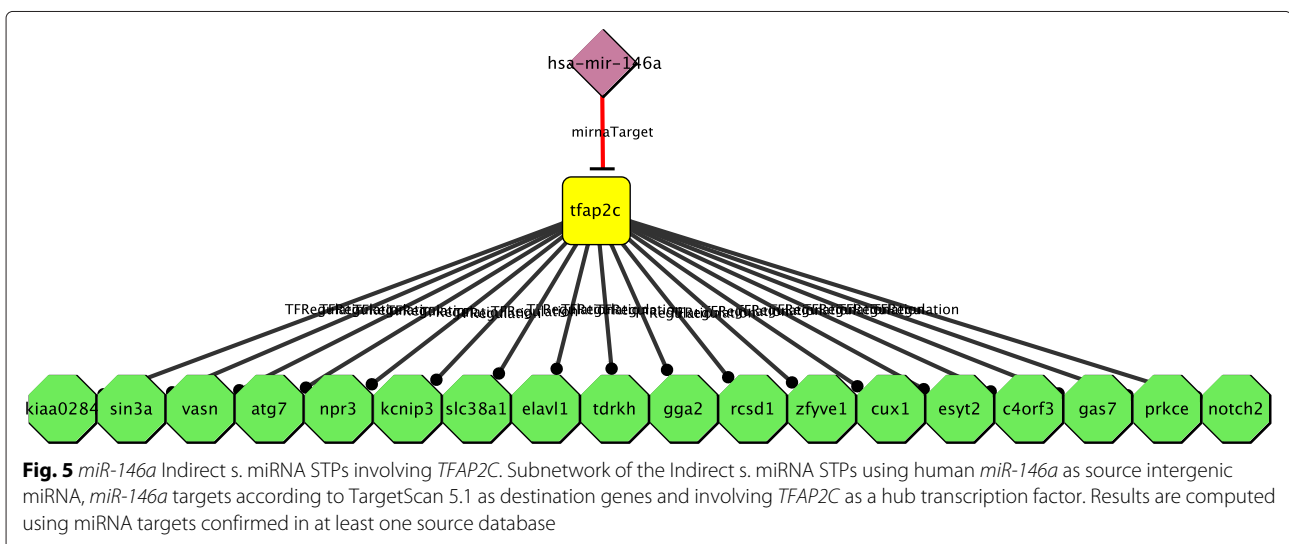 hsa-mir-146a
mirnaTarget
tfap2c
kiaa0284 sin3a vasn atg7 npr3 kcnip3 slc38a1 elavl1 tdrkh gga2 rcsd1 zfyve1 cux1 esyt2 c4orf3 gas7 prkce notch2
Fig. 5 miR-146a Indirect s. miRNA STPs involving TFAP2C. Subnetwork of the Indirect s. miRNA STPs using human miR-146a as source intergenic
miRNA, miR-146a targets according to TargetScan 5.1 as destination genes and involving TFAP2C as a hub transcription factor. Results are computed
using miRNA targets confirmed in at least one source database